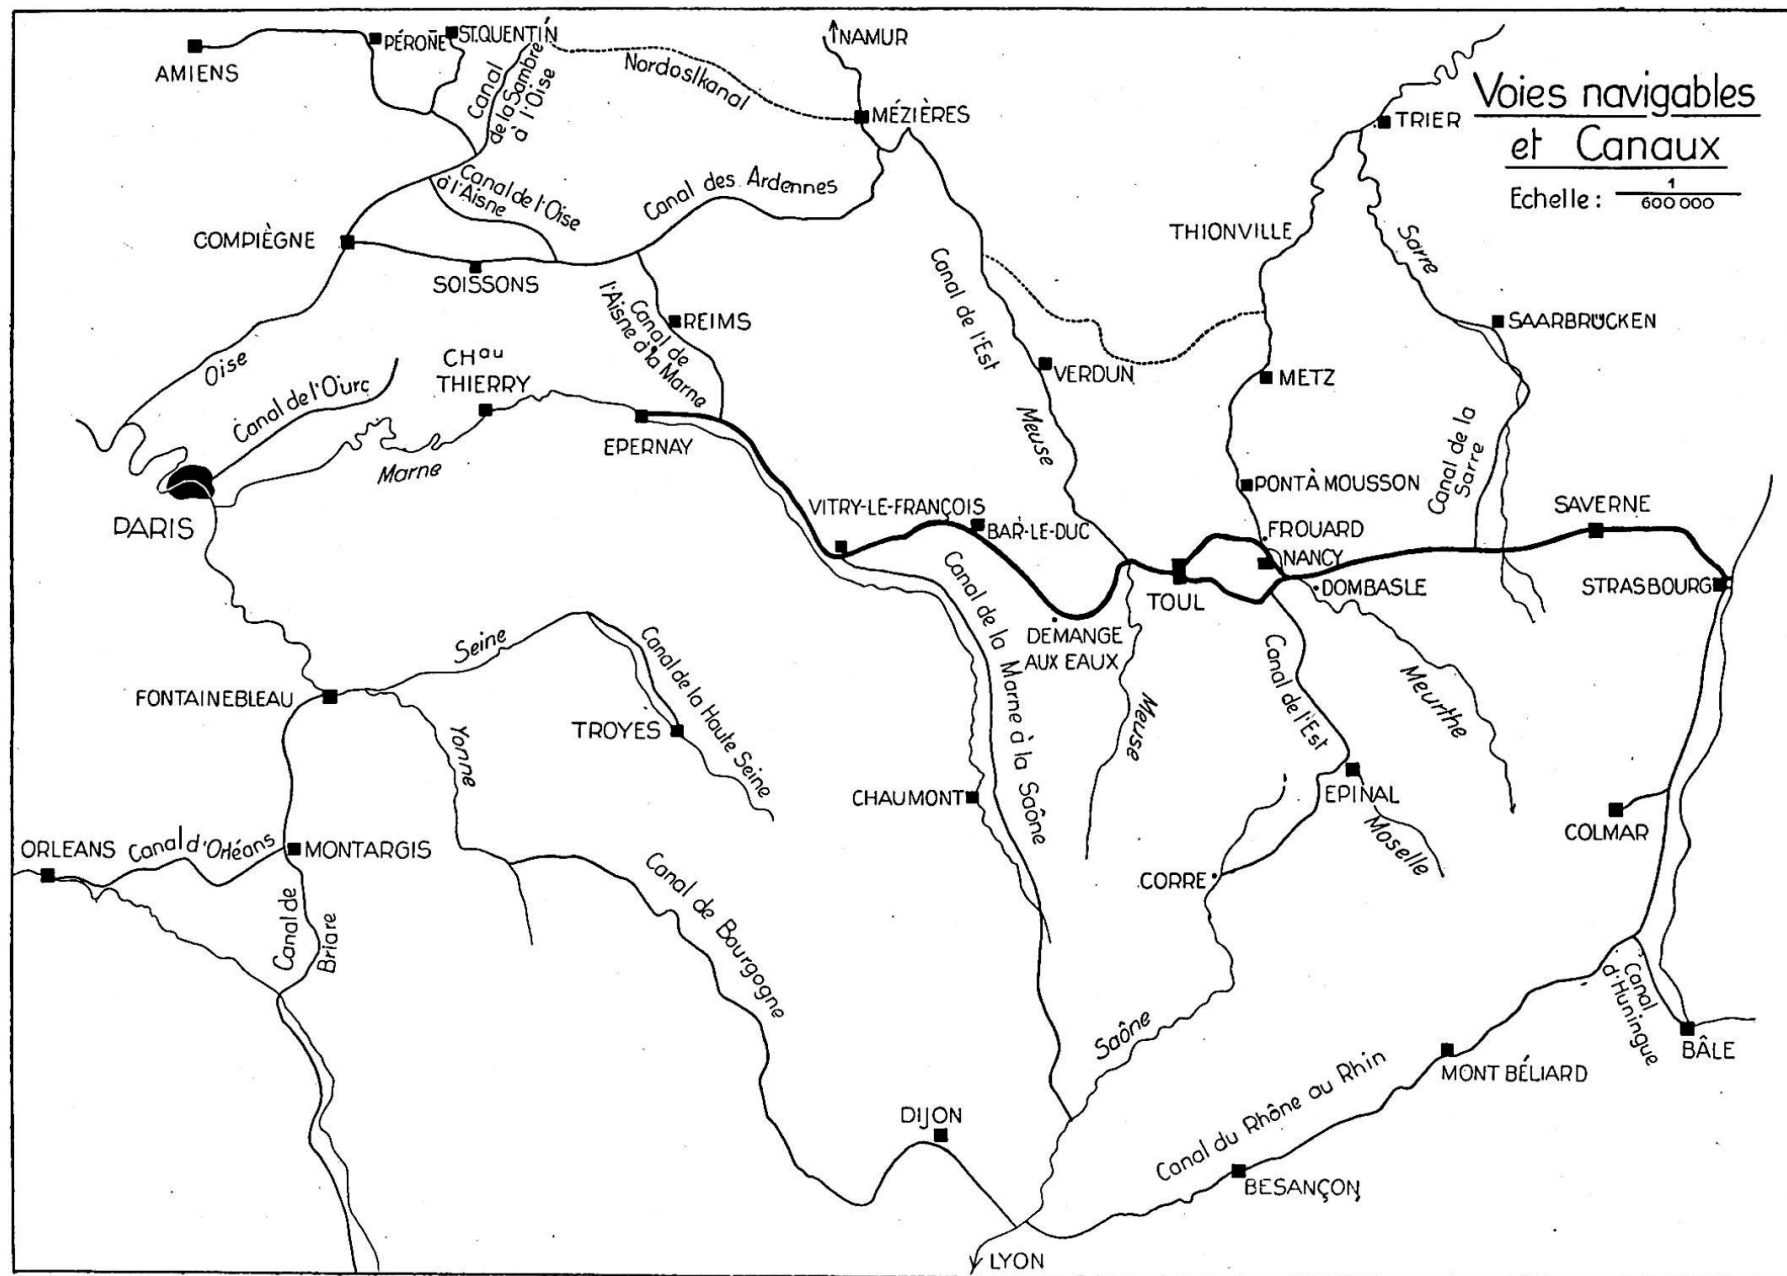 Voies navigables
et Canaux
Echelle : 1
600 000
AMIENS
PÉROÑE
ST. QUENTIN
Canal
de la Sambre
à l'Oise
Nordoslkanal
NAMUR
MÉZIÈRES
TRIER
Canal de l'Oise
à l'Aisne
Canal des Ardennes
COMPIÈGNE
SOISSONS
THIONVILLE
Sarre
Canal de l'Est
Canal de
l'Aisne à la Marne
REIMS
SAARBRÜCKEN
Oise
CHau
THIERRY
VERDUN
METZ
Canal de l'Ourc
Marne
EPERNAY
Meuse
PONT À MOUSSON
Canal de la
Sarre
PARIS
VITRY-LE-FRANÇOIS
BAR-LE-DUC
FROUARD
NANCY
SAVERNE
TOUL
DOMBASLE
STRASBOURG
DEMANGE
AUX EAUX
Canal de la Marne à la Saône
Seine
Canal de la Haute Seine
Canal de l'Est
Meurthe
FONTAINEBLEAU
Yonne
TROYES
Meuse
CHAUMONT
EPINAL
COLMAR
ORLEANS
Canal d'Orléans
MONTARGIS
Moselle
CORRE
Canal de
Briare
Canal de Bourgogne
Saône
Canal
d'Huningue
BÂLE
MONT BÉLIARD
Canal du Rhône au Rhin
DIJON
BESANÇON
LYON